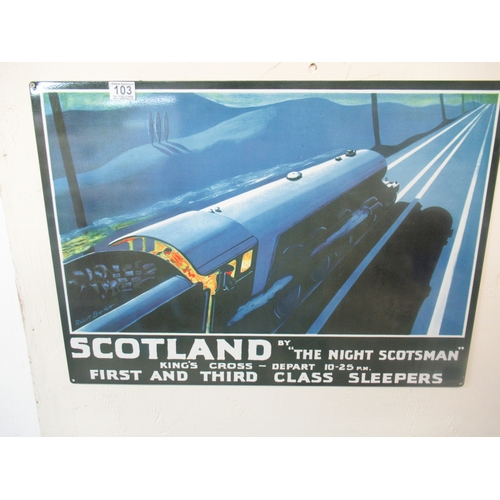 103
SCOTLAND BY "THE NIGHT SCOTSMAN"
KING'S CROSS – DEPART 10-25 P.M.
FIRST AND THIRD CLASS SLEEPERS